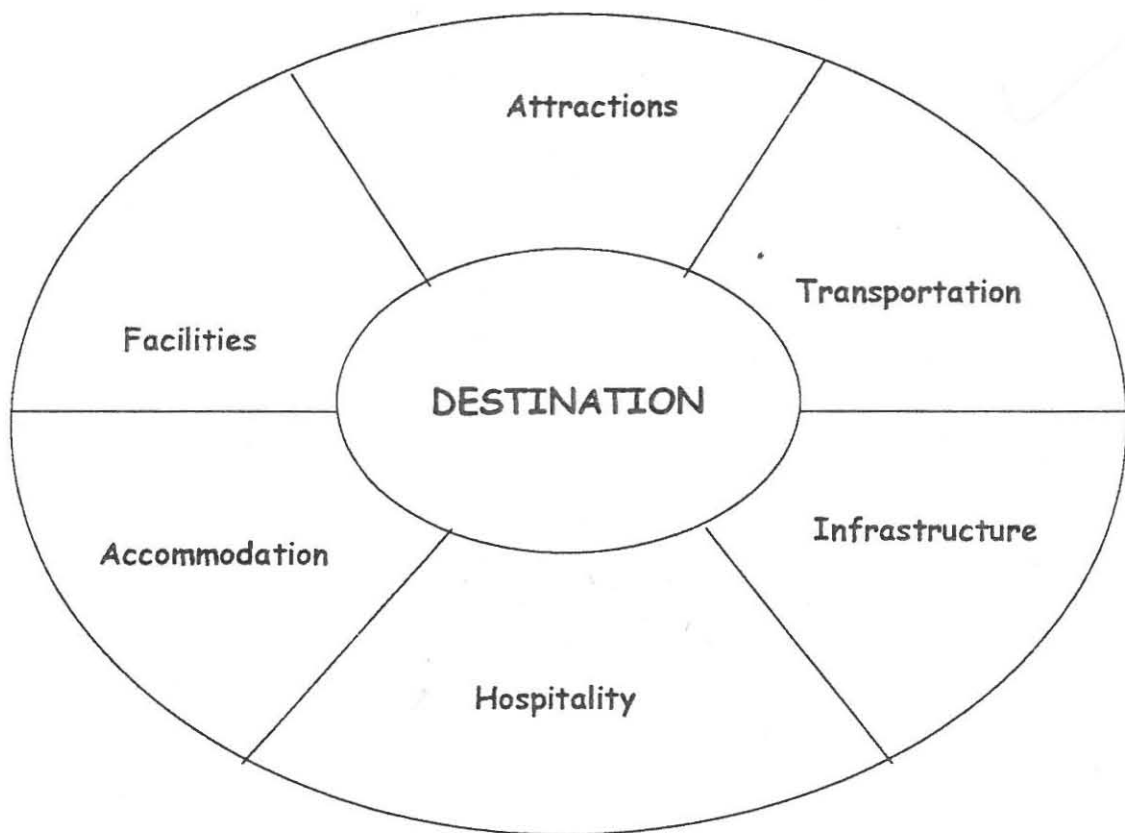 Attractions
Transportation
Facilities
DESTINATION
Infrastructure
Accommodation
Hospitality